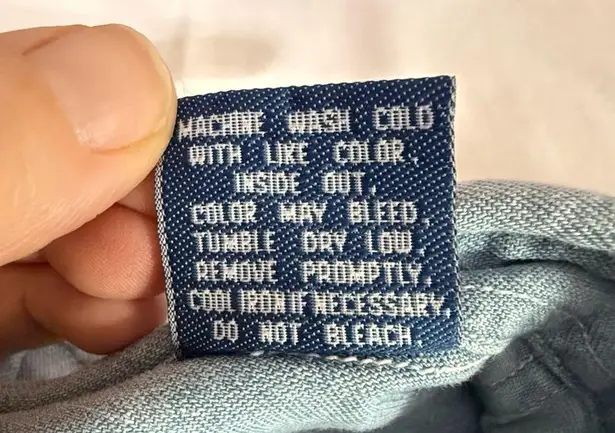 MACHINE WASH COLD
WITH LIKE COLOR,
INSIDE OUT,
COLOR MAY BLEED,
TUMBLE DRY LOW,
REMOVE PROMPTLY,
COOL IRON IF NECESSARY,
DO NOT BLEACH.